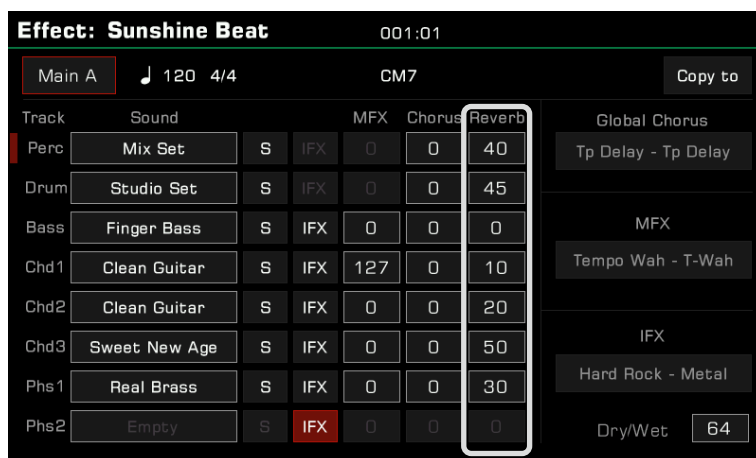 Effect: Sunshine Beat 001:01
Main A 120 4/4 CM7 Copy to
Track Sound MFX Chorus Reverb Global Chorus
Perc Mix Set S IFX 0 0 40 Tp Delay - Tp Delay
Drum Studio Set S IFX 0 0 45
Bass Finger Bass S IFX 0 0 0 MFX
Chd1 Clean Guitar S IFX 127 0 10 Tempo Wah - T-Wah
Chd2 Clean Guitar S IFX 0 0 20
Chd3 Sweet New Age S IFX 0 0 50 IFX
Phs1 Real Brass S IFX 0 0 30 Hard Rock - Metal
Phs2 Empty S IFX 0 0 0 Dry/Wet 64